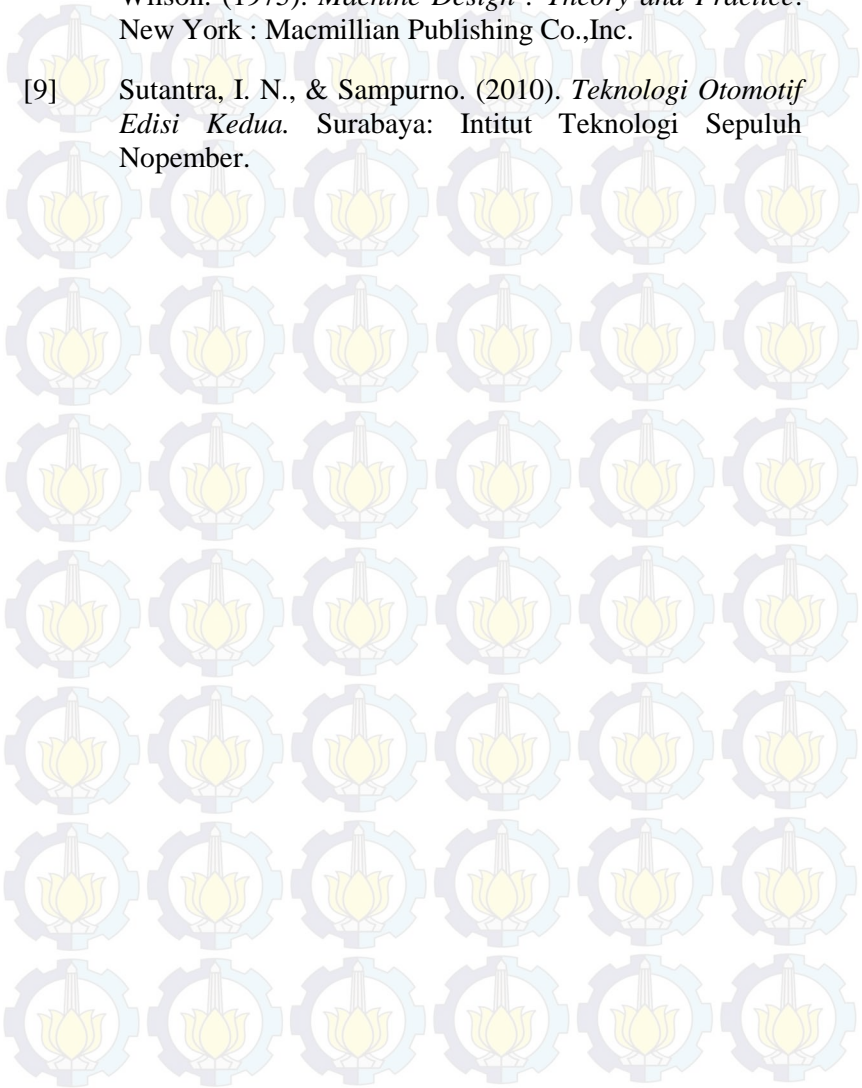 Wilson. (1975). Machine Design : Theory and Practice.
New York : Macmillian Publishing Co.,Inc.
[9] Sutantra, I. N., & Sampurno. (2010). Teknologi Otomotif
Edisi Kedua. Surabaya: Intitut Teknologi Sepuluh
Nopember.